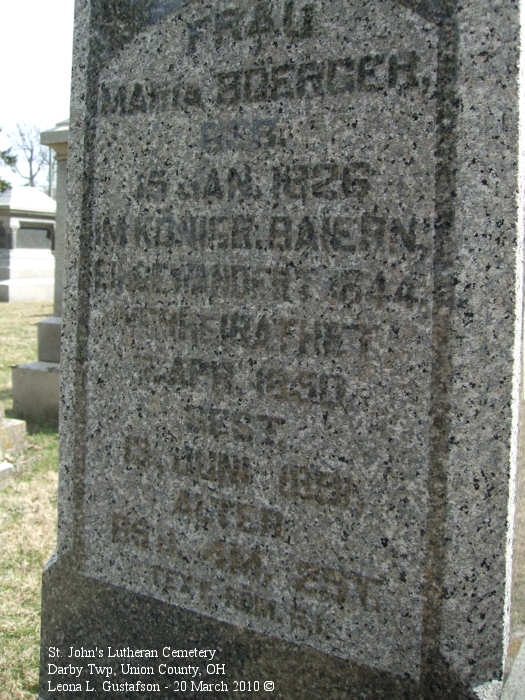 FRAU
MARIA BOERGER,
GEB.
15 JAN. 1826
IM KÖNIGR. BAIERN,
EINGEWANDERT 1844,
VERHEIRATHET
APR. 1850,
GEST.
JUNI
ALTER
TEXT
St. John's Lutheran Cemetery
Darby Twp, Union County, OH
Leona L. Gustafson - 20 March 2010 ©